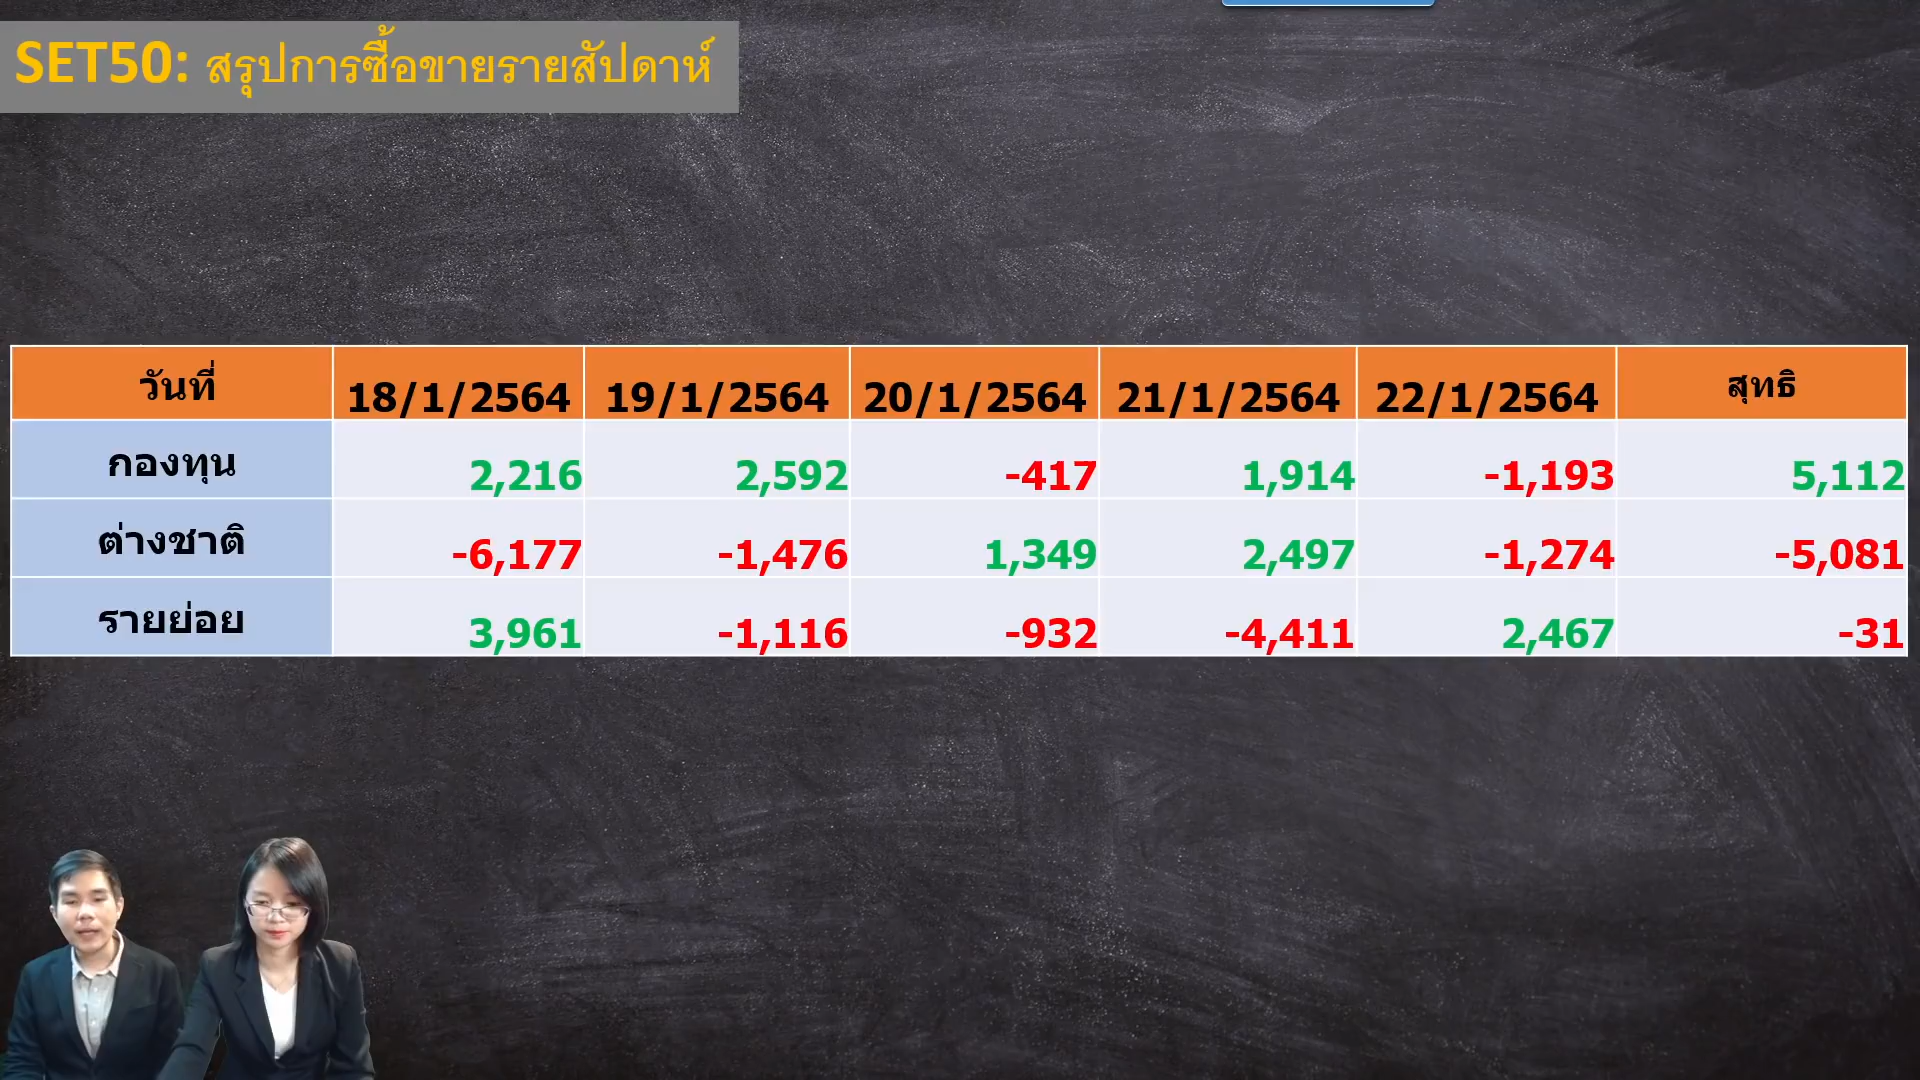 SET50: สรุปการซื้อขายรายสัปดาห์
วันที่ 18/1/2564 19/1/2564 20/1/2564 21/1/2564 22/1/2564 สุทธิ
กองทุน 2,216 2,592 -417 1,914 -1,193 5,112
ต่างชาติ -6,177 -1,476 1,349 2,497 -1,274 -5,081
รายย่อย 3,961 -1,116 -932 -4,411 2,467 -31